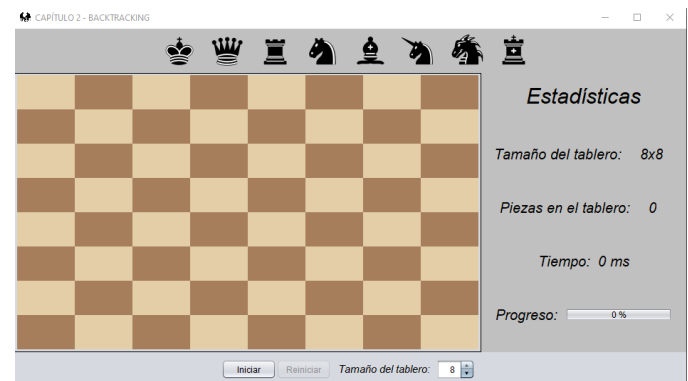 CAPÍTULO 2 - BACKTRACKING
Estadísticas
Tamaño del tablero: 8x8
Piezas en el tablero: 0
Tiempo: 0 ms
Progreso: 0 %
Iniciar Reiniciar Tamaño del tablero: 8